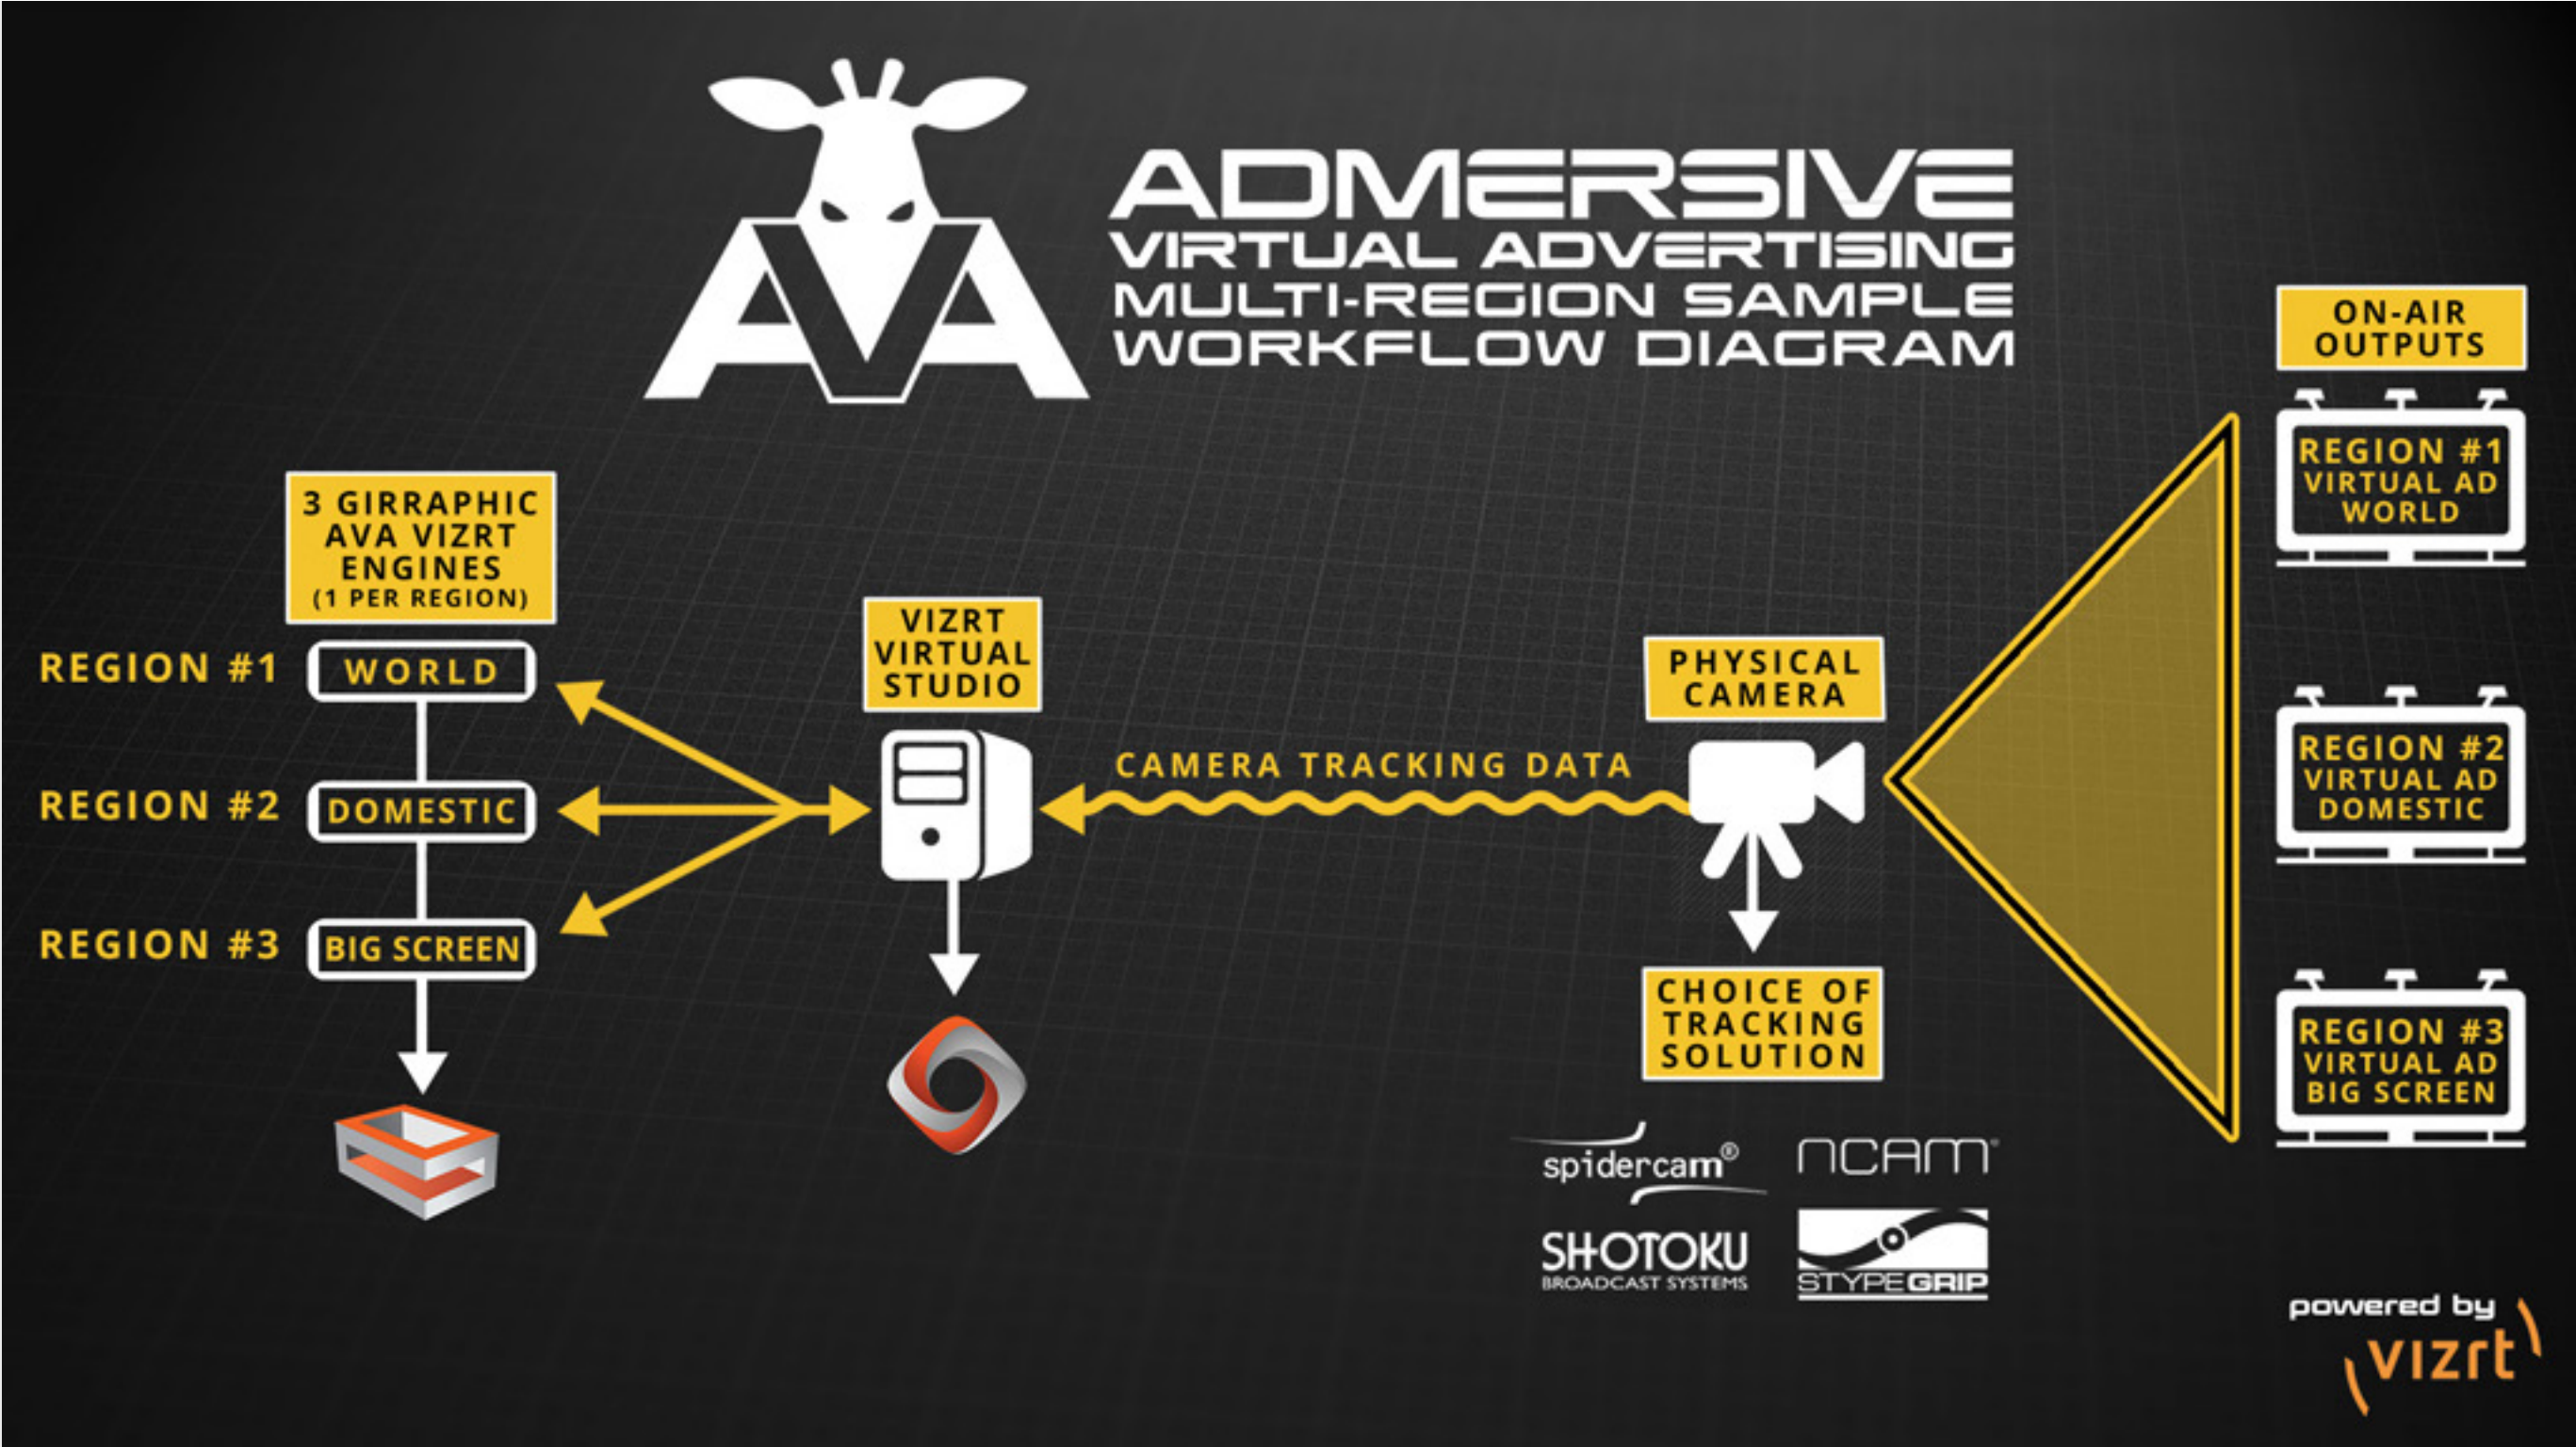 AVA
ADMERSIVE
VIRTUAL ADVERTISING
MULTI-REGION SAMPLE
WORKFLOW DIAGRAM
3 GIRRAPHIC
AVA VIZRT
ENGINES
(1 PER REGION)
REGION #1
WORLD
REGION #2
DOMESTIC
REGION #3
BIG SCREEN
VIZRT
VIRTUAL
STUDIO
CAMERA TRACKING DATA
PHYSICAL
CAMERA
CHOICE OF
TRACKING
SOLUTION
spidercam®
NCAM®
SHOTOKU
BROADCAST SYSTEMS
STYPEGRIP
ON-AIR
OUTPUTS
REGION #1
VIRTUAL AD
WORLD
REGION #2
VIRTUAL AD
DOMESTIC
REGION #3
VIRTUAL AD
BIG SCREEN
powered by
vizrt